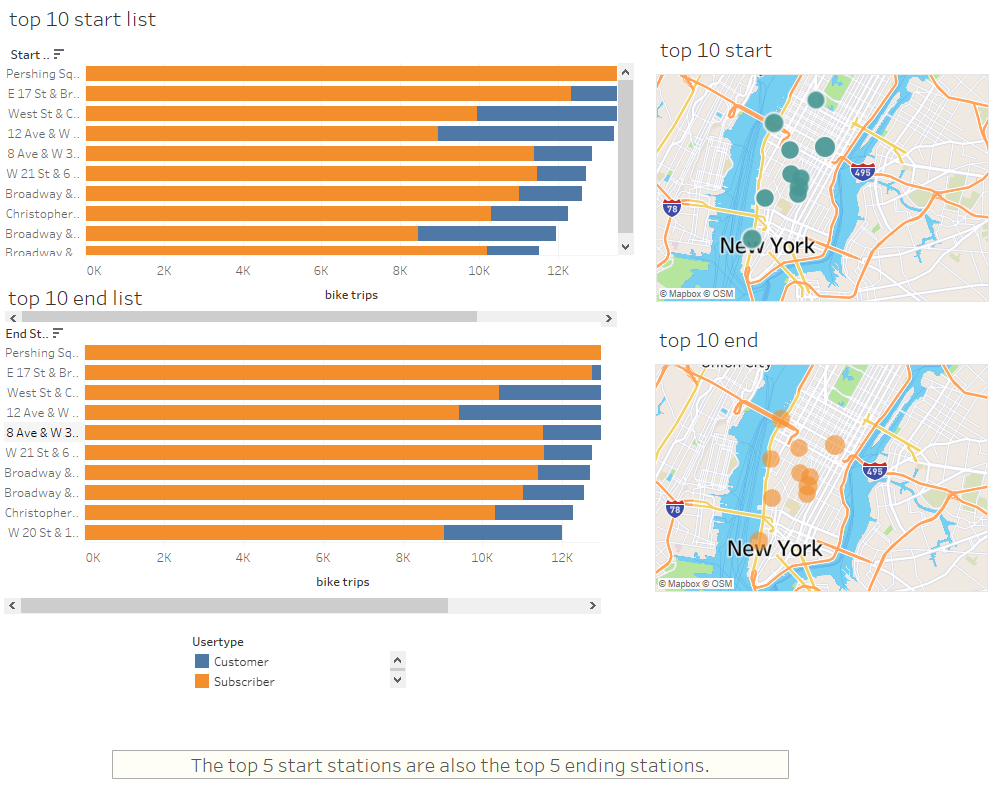 top 10 start list
Start ..
Pershing Sq..
E 17 St & Br..
West St & C..
12 Ave & W ..
8 Ave & W 3..
W 21 St & 6 ..
Broadway &..
Christopher..
Broadway &..
Broadway &..
0K 2K 4K 6K 8K 10K 12K
bike trips
top 10 end list
End St..
Pershing Sq..
E 17 St & Br..
West St & C..
12 Ave & W ..
8 Ave & W 3..
W 21 St & 6 ..
Broadway &..
Broadway &..
Christopher..
W 20 St & 1..
0K 2K 4K 6K 8K 10K 12K
bike trips
Usertype
Customer
Subscriber
top 10 start
495
78
New York
© Mapbox © OSM
top 10 end
Union City
495
78
New York
© Mapbox © OSM
The top 5 start stations are also the top 5 ending stations.